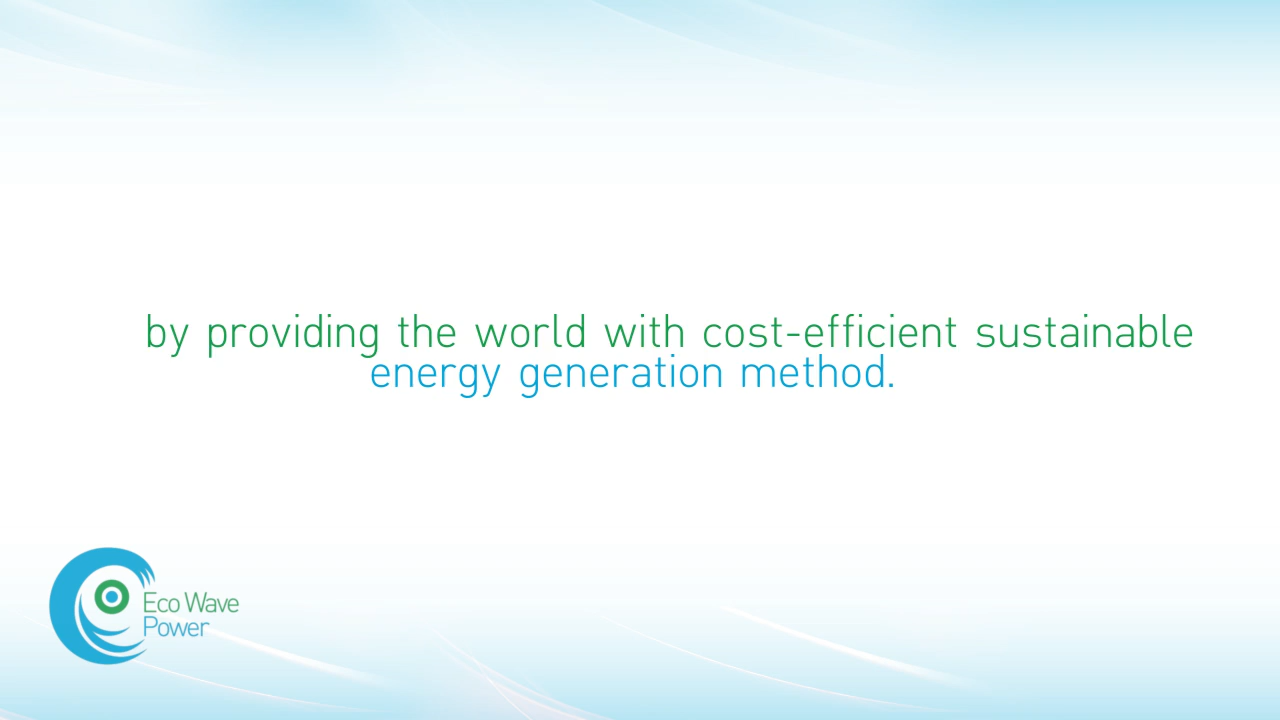 by providing the world with cost-efficient sustainable
energy generation method.
Eco Wave
Power